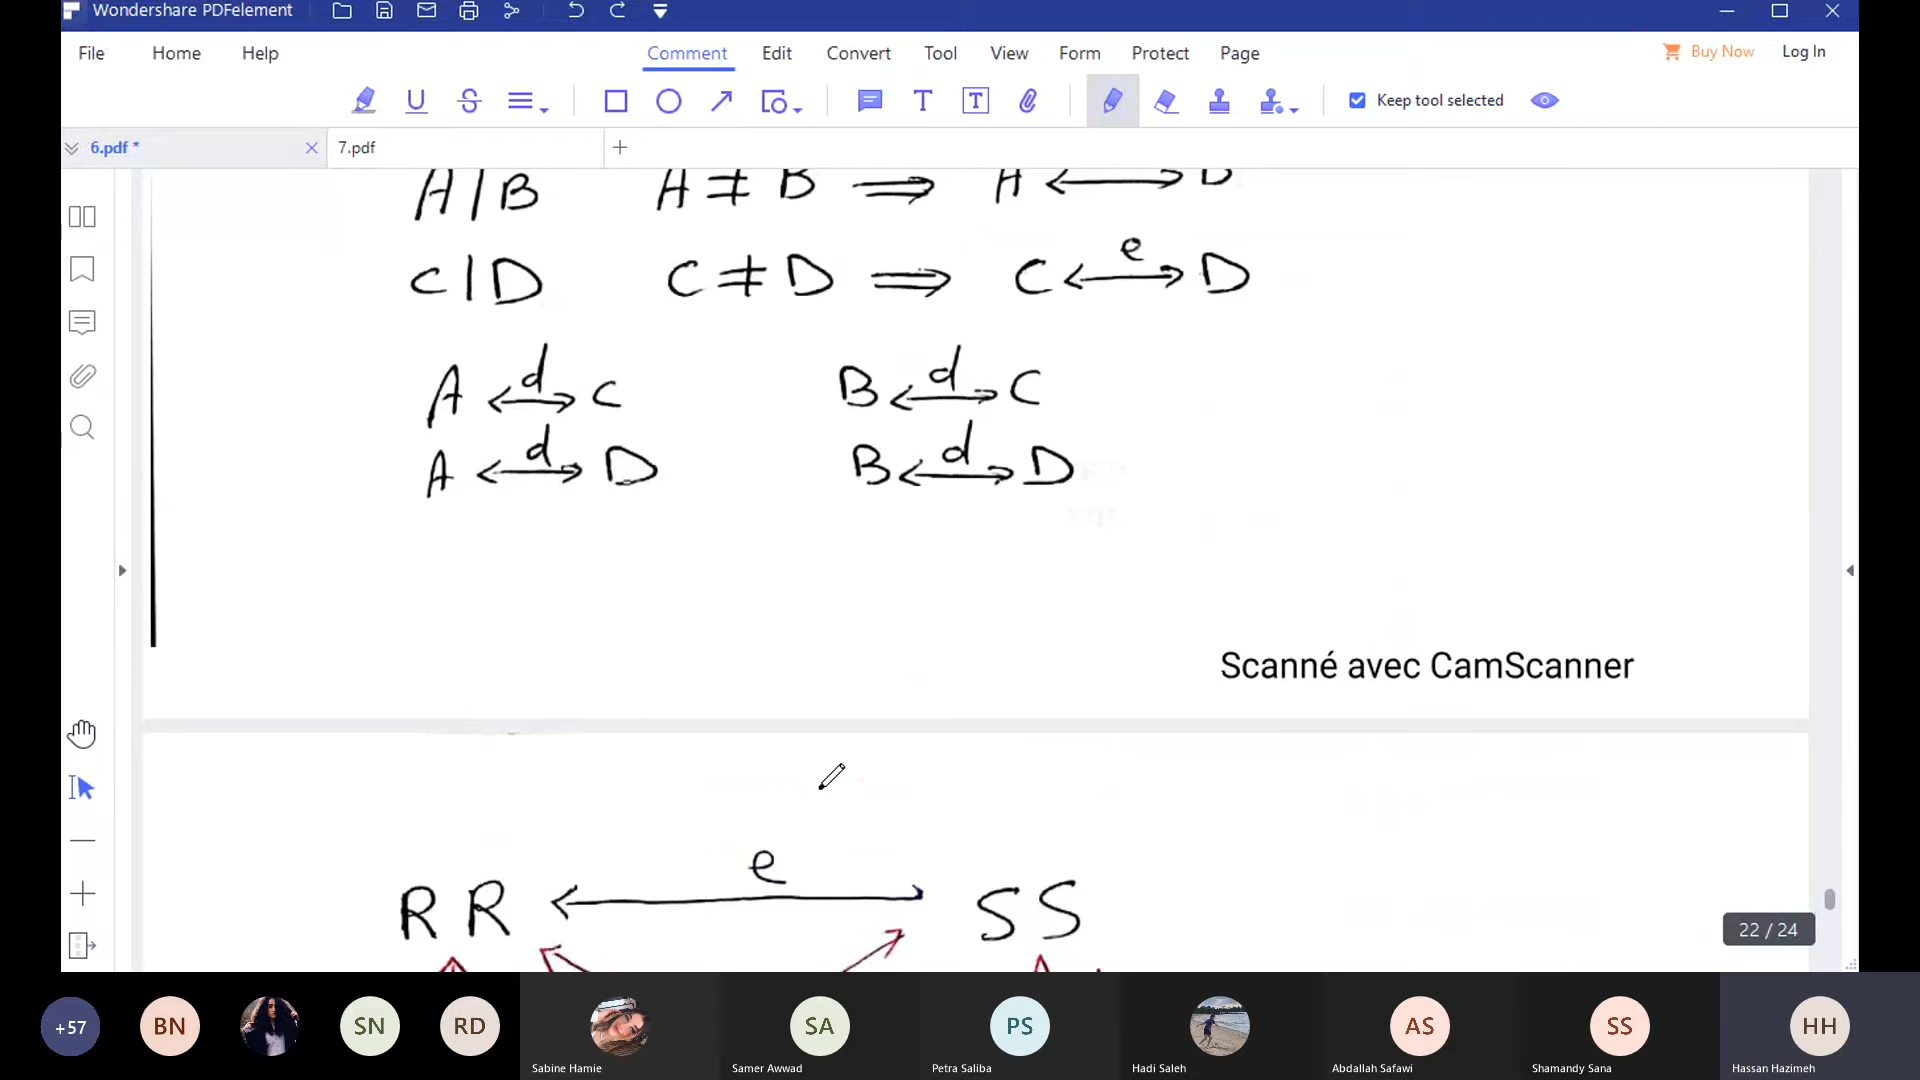 Wondershare PDFelement
File Home Help Comment Edit Convert Tool View Form Protect Page Buy Now Log In
Keep tool selected
6.pdf * 7.pdf
A | B A ≠ B ⟹ A ⟷
C | D C ≠ D ⟹ C ⟷ e D
A ⟷ d C B ⟷ d C
A ⟷ d D B ⟷ d D
Scanné avec CamScanner
RR ⟵ e SS
22 / 24
+57 BN SN RD SA PS AS SS HH
Sabine Hamie Samer Awwad Petra Saliba Hadi Saleh Abdallah Safawi Shamandy Sana Hassan Hazimeh